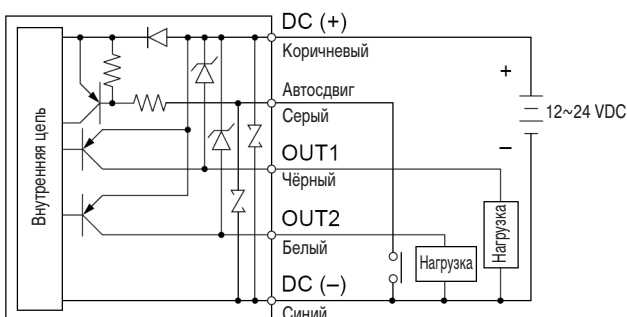 DC (+)
Коричневый
Автосдвиг
Серый
OUT1
Чёрный
OUT2
Белый
DC (–)
Синий
Внутренняя цепь
Нагрузка
Нагрузка
+
12~24 VDC
–